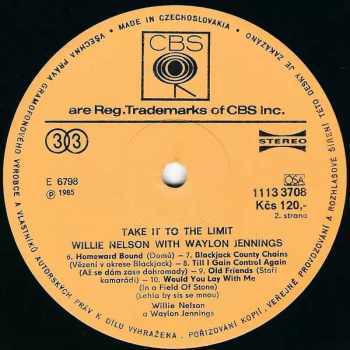 • MADE IN CZECHOSLOVAKIA •
VŠECHNA PRÁVA GRAMOFONOVÉHO VÝROBCE A VLASTNÍKŮ AUTORSKÝCH PRÁV K DÍLU VYHRAZENA. POŘIZOVÁNÍ KOPIÍ, VEŘEJNÉ PROVOZOVÁNÍ A ROZHLASOVÉ ŠÍŘENÍ TÉTO DESKY JE ZAKÁZÁNO
CBS
are Reg. Trademarks of CBS Inc.
33
STEREO
E 6798
℗ 1985
OSA
1113 3708
Kčs 120,-
2. strana
TAKE IT TO THE LIMIT
WILLIE NELSON WITH WAYLON JENNINGS
6. Homeward Bound (Domů) – 7. Blackjack County Chains
(Vězení v okrese Blackjack) – 8. Till I Gain Control Again
(Až se dám zase dohromady) – 9. Old Friends (Staří
kamarádi) – 10. Would You Lay With Me
(In a Field Of Stone)
(Lehla by sis se mnou)
Willie Nelson
a Waylon Jennings